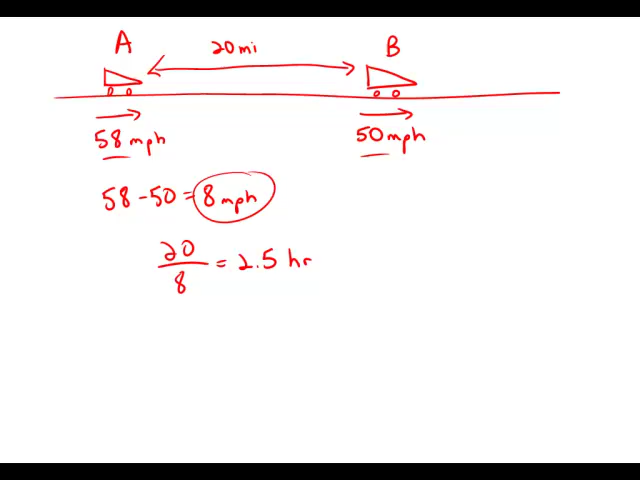 A 20 mi B
58 mph 50 mph
58 - 50 = 8 mph
20
8
= 2.5 hr